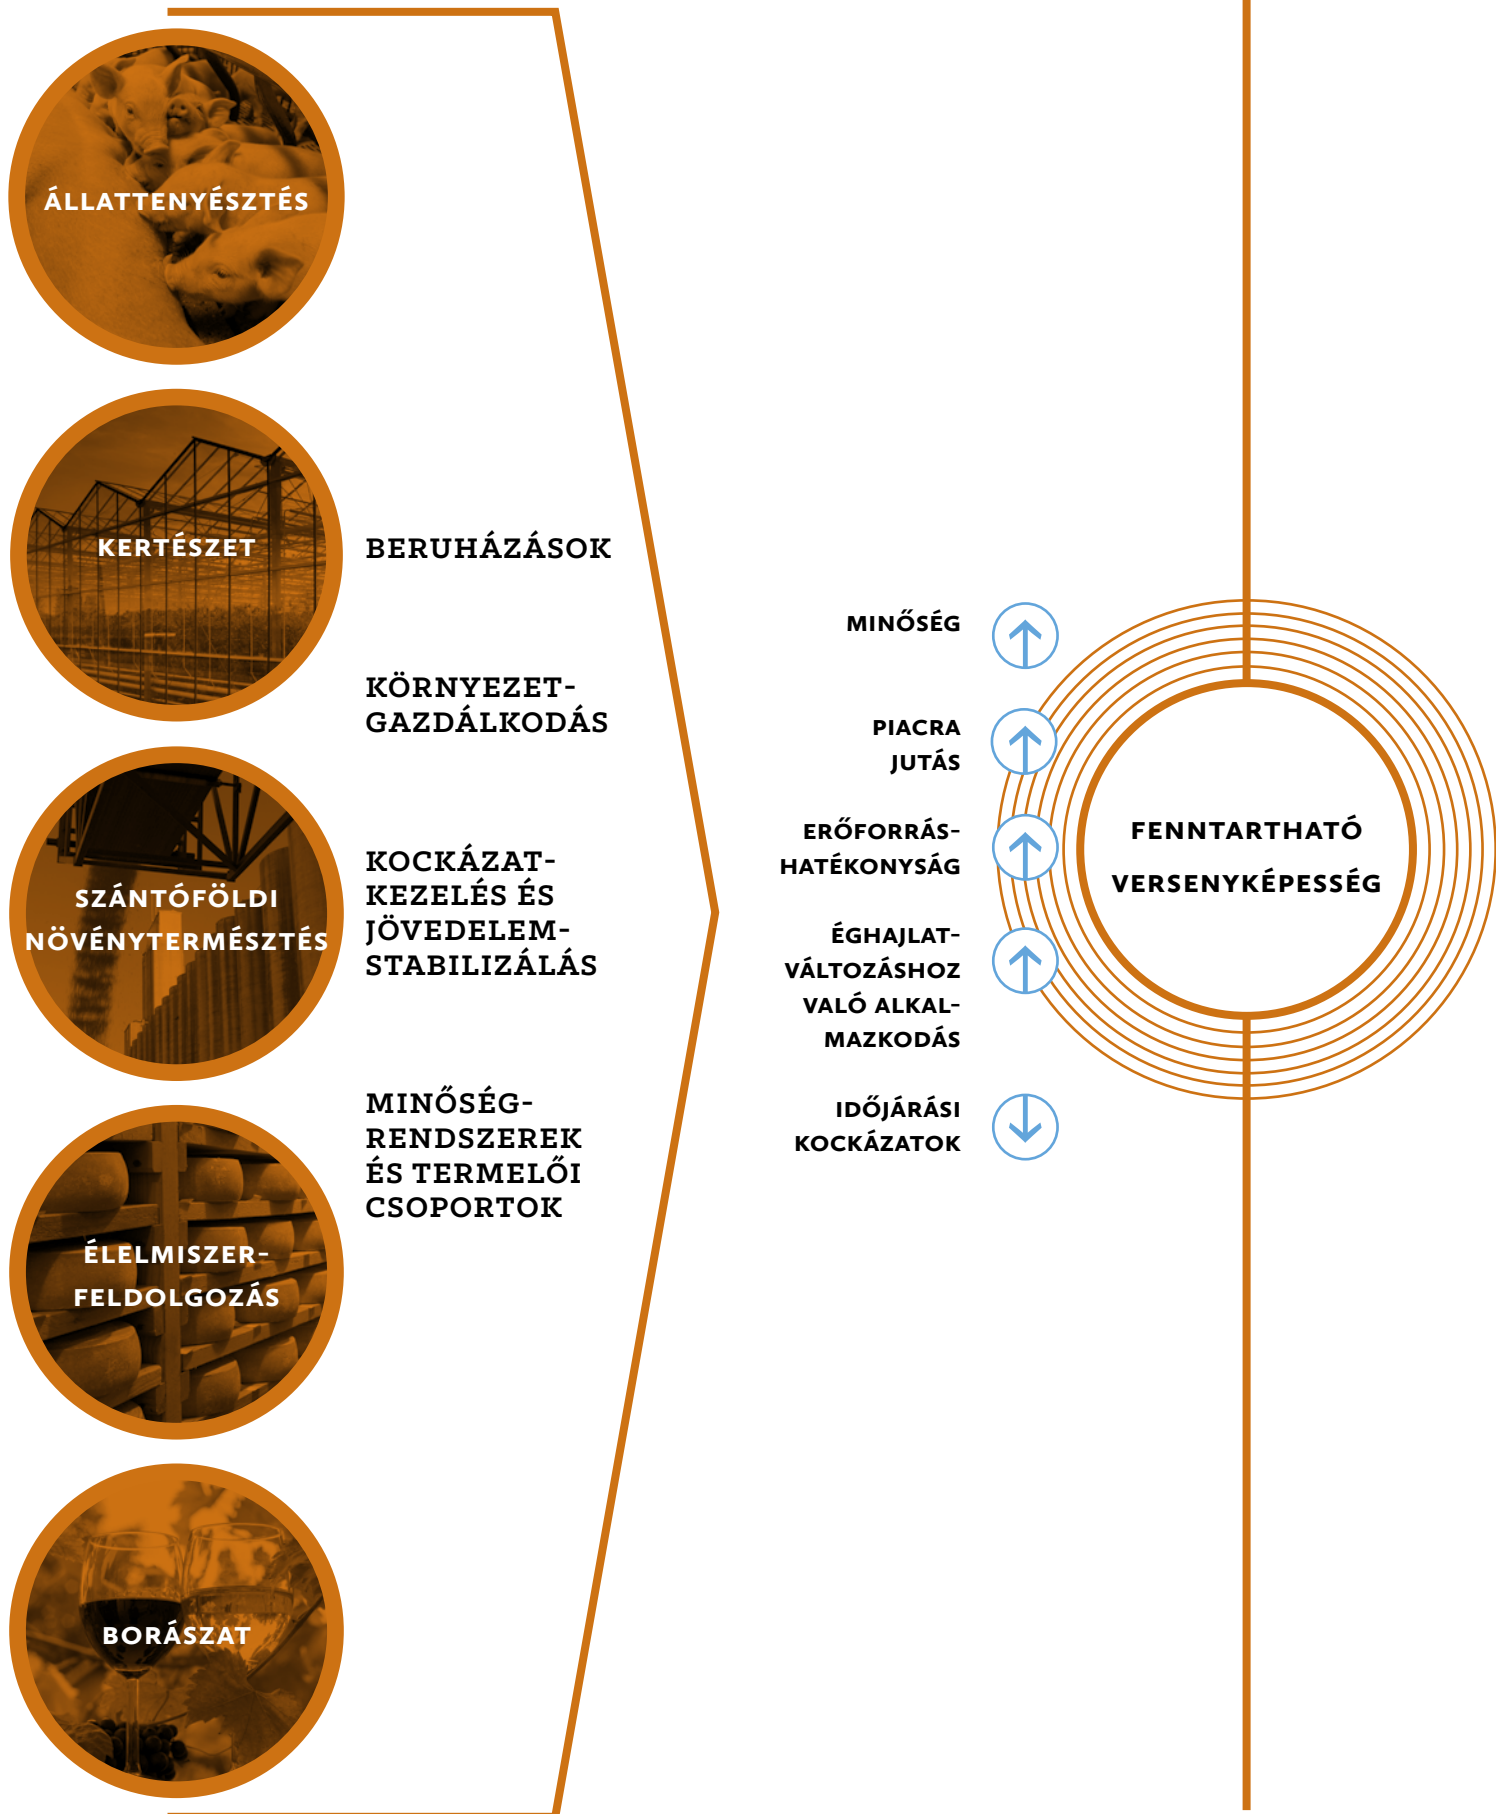 ÁLLATTENYÉSZTÉS
KERTÉSZET
SZÁNTÓFÖLDI
NÖVÉNYTERMÉSZTÉS
ÉLELMISZER-
FELDOLGOZÁS
BORÁSZAT
BERUHÁZÁSOK
KÖRNYEZET-
GAZDÁLKODÁS
KOCKÁZAT-
KEZELÉS ÉS
JÖVEDELEM-
STABILIZÁLÁS
MINŐSÉG-
RENDSZEREK
ÉS TERMELŐI
CSOPORTOK
MINŐSÉG
PIACRA
JUTÁS
ERŐFORRÁS-
HATÉKONYSÁG
ÉGHAJLAT-
VÁLTOZÁSHOZ
VALÓ ALKAL-
MAZKODÁS
IDŐJÁRÁSI
KOCKÁZATOK
FENNTARTHATÓ
VERSENYKÉPESSÉG